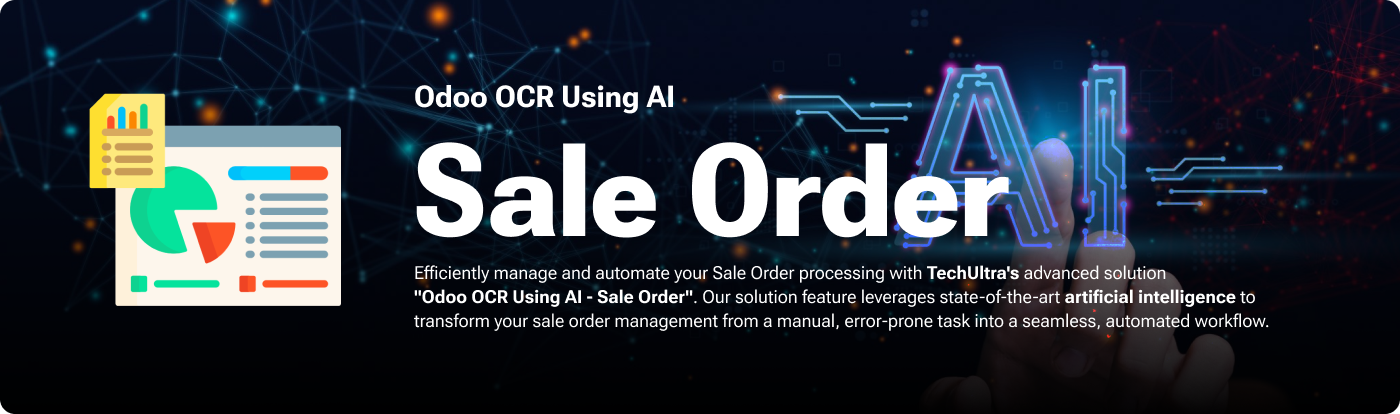 Odoo OCR Using AI
Sale Order
AI
Efficiently manage and automate your Sale Order processing with TechUltra's advanced solution
"Odoo OCR Using AI - Sale Order". Our solution feature leverages state-of-the-art artificial intelligence to
transform your sale order management from a manual, error-prone task into a seamless, automated workflow.